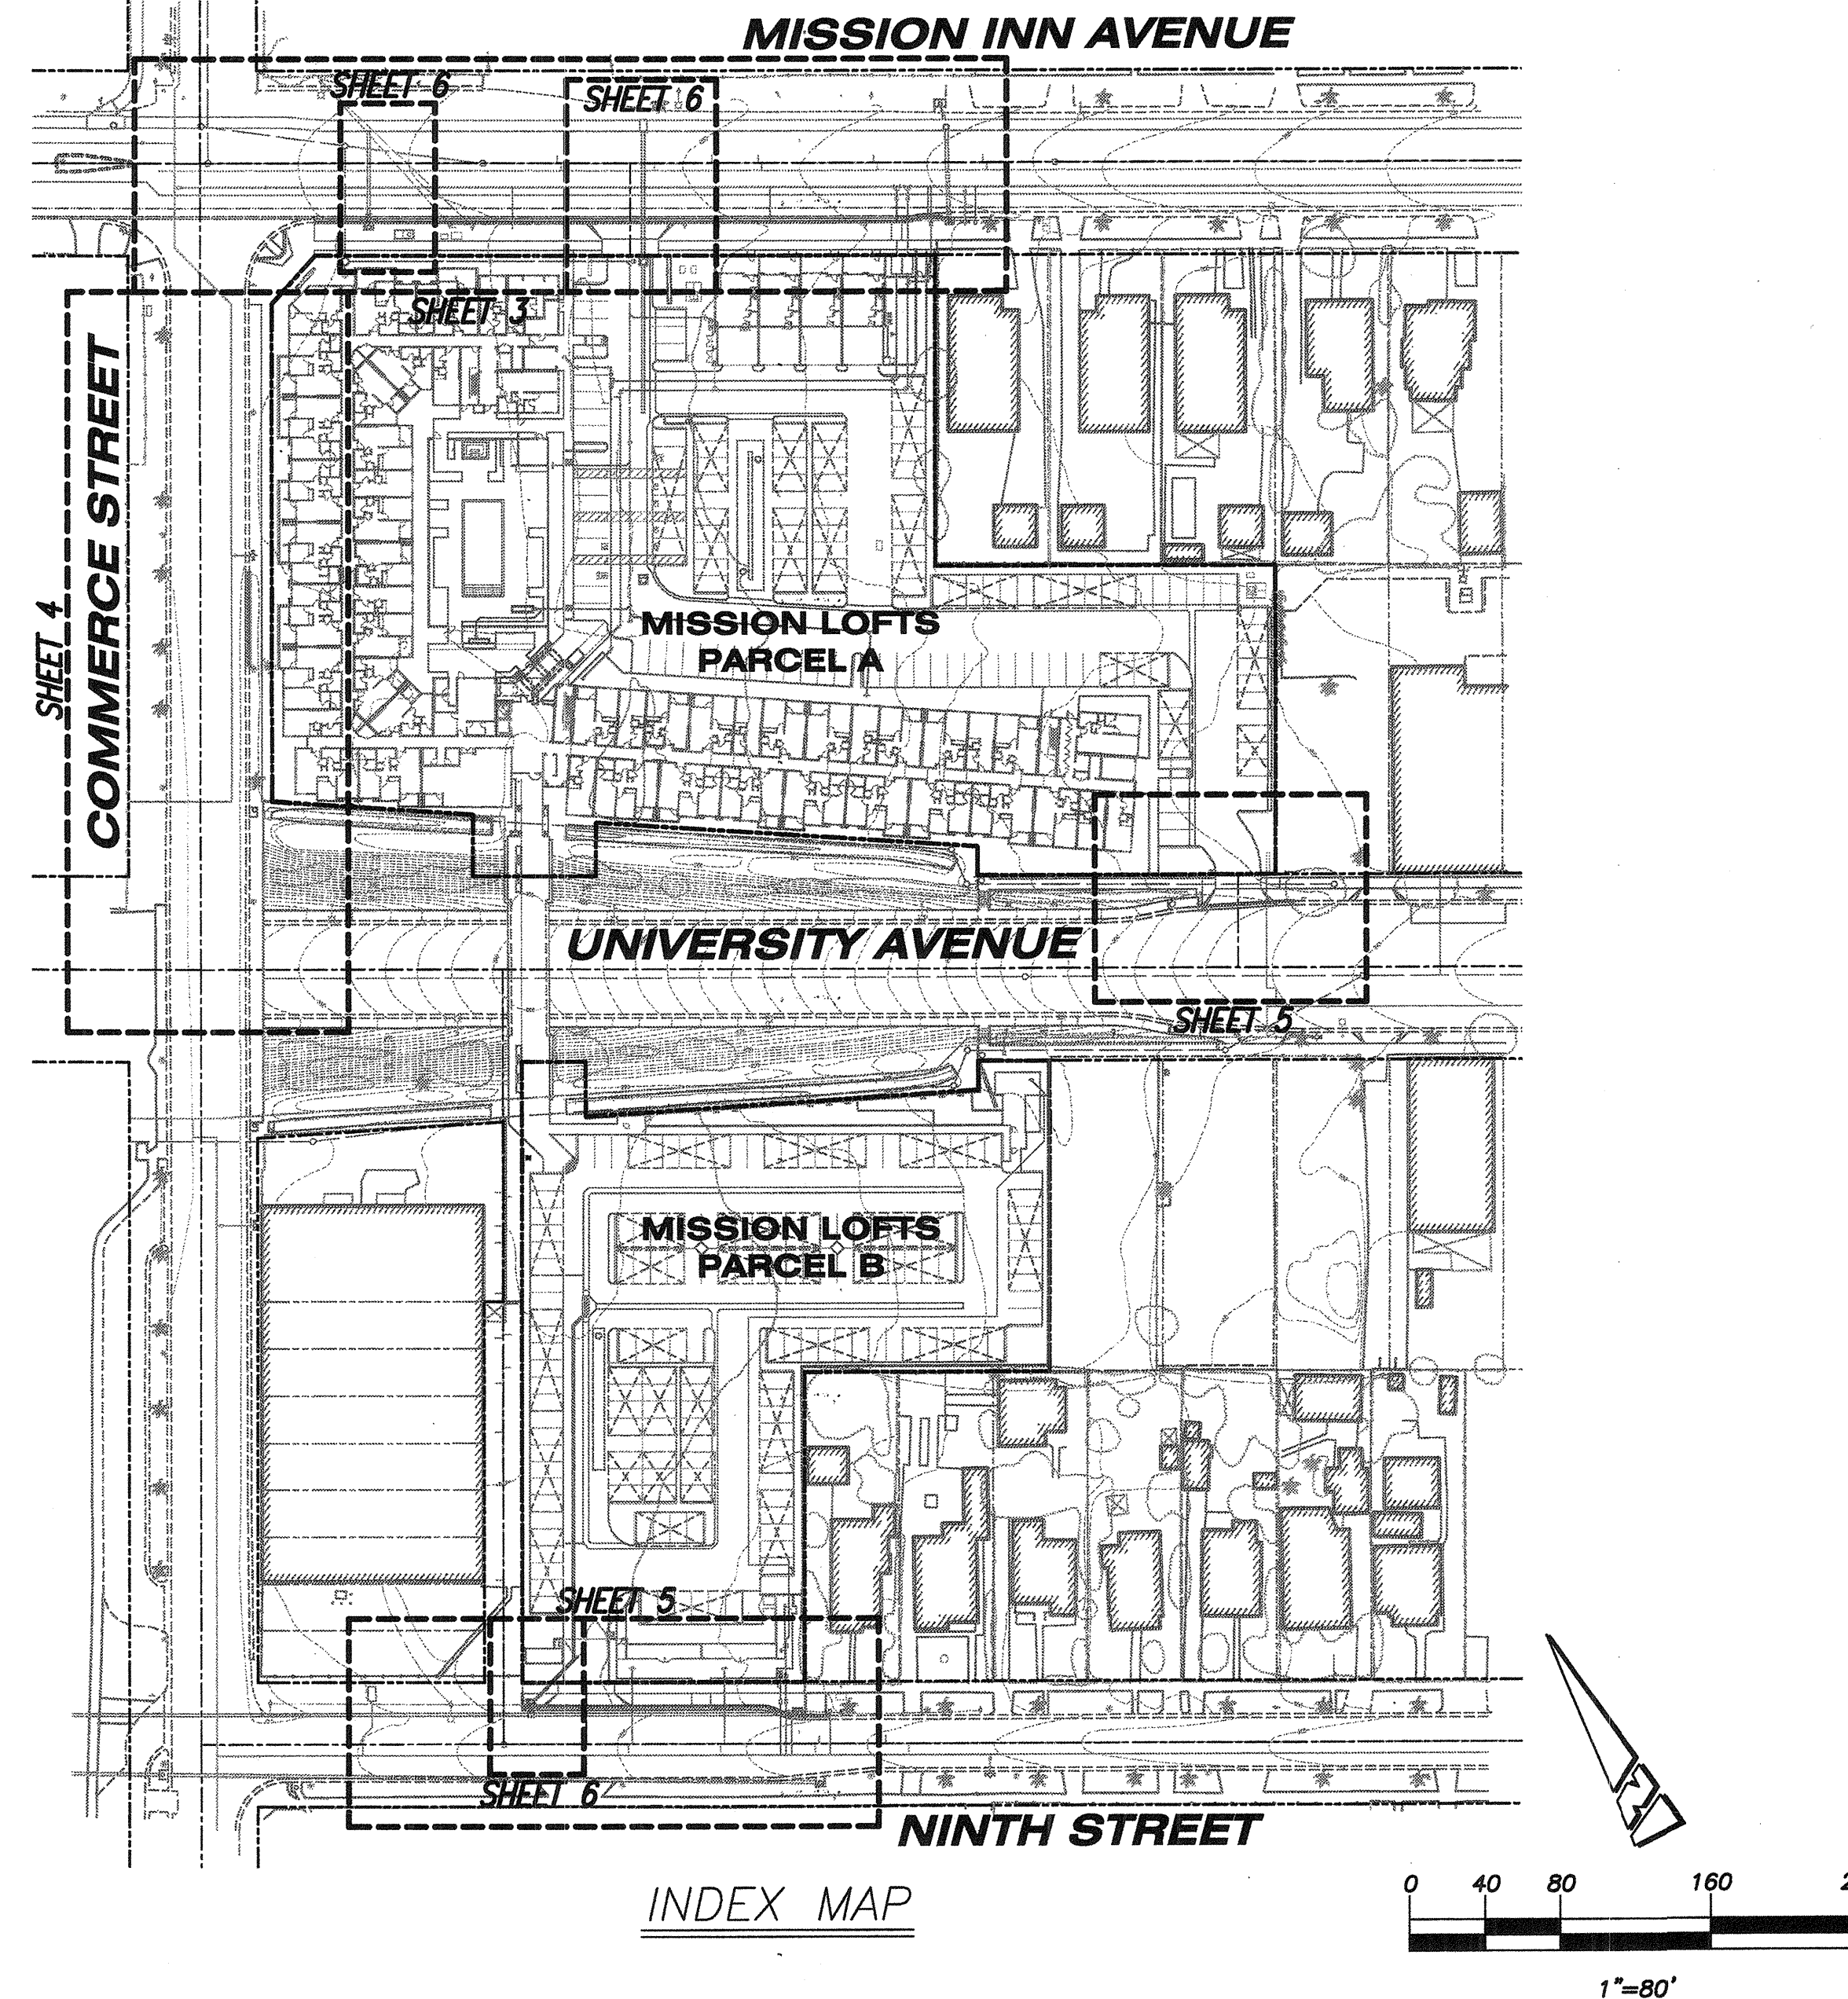 MISSION INN AVENUE
SHEET 6
SHEET 6
SHEET 3
COMMERCE STREET
SHEET 4
MISSION LOFTS
PARCEL A
UNIVERSITY AVENUE
SHEET 5
MISSION LOFTS
PARCEL B
SHEET 5
SHEET 6
NINTH STREET
N
INDEX MAP
0 40 80 160
1"=80'